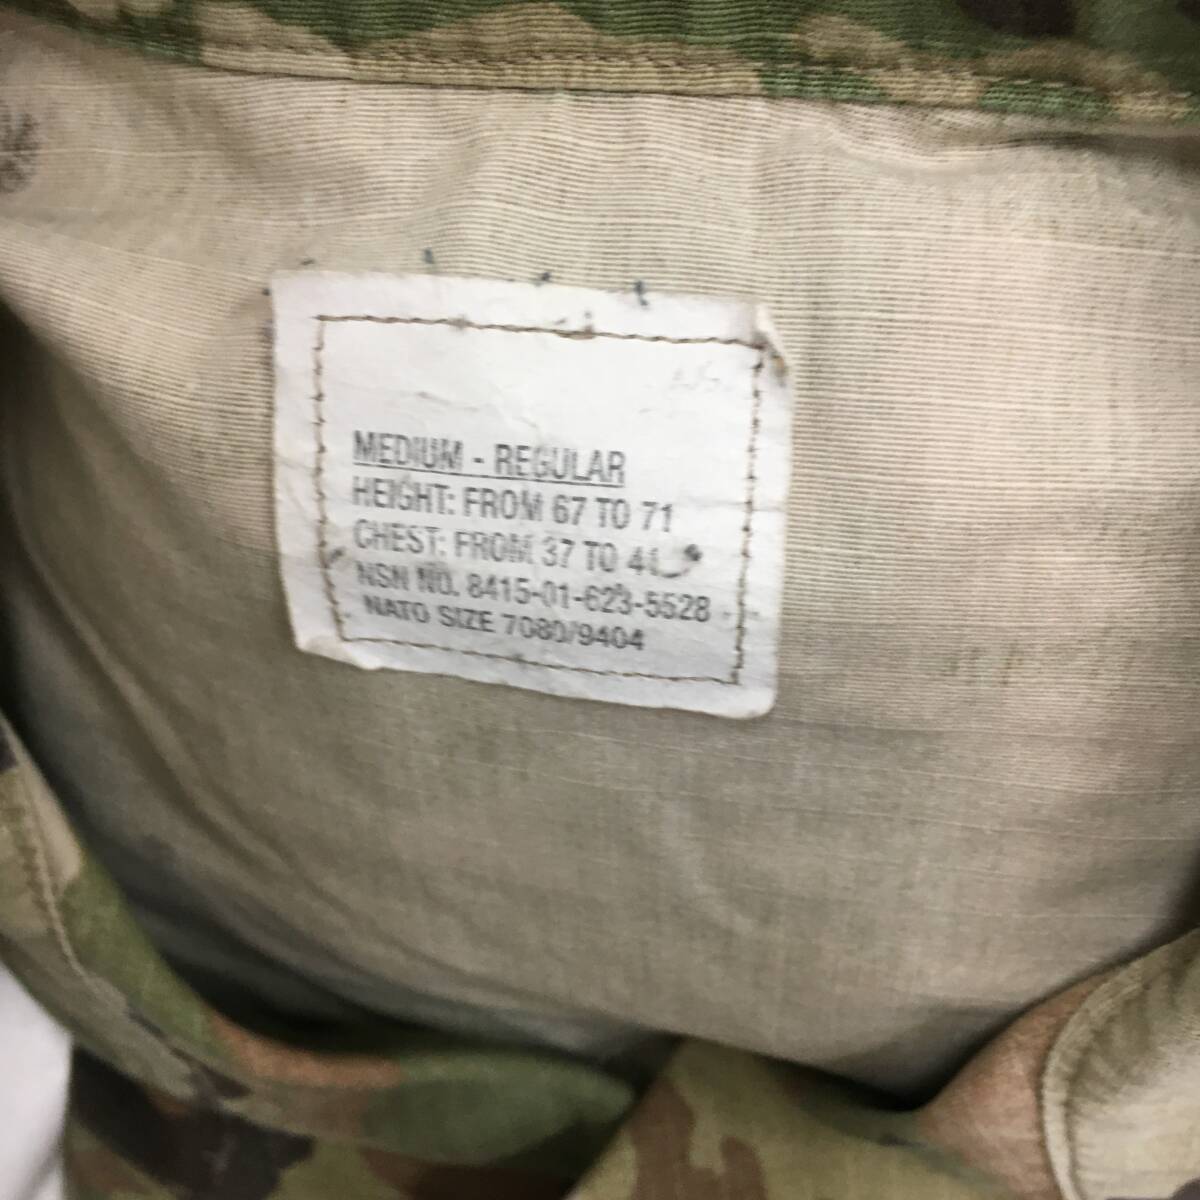 MEDIUM - REGULAR
HEIGHT: FROM 67 TO 71
CHEST: FROM 37 TO 41
NSN NO. 8415-01-623-5528
NATO SIZE 7080/9404